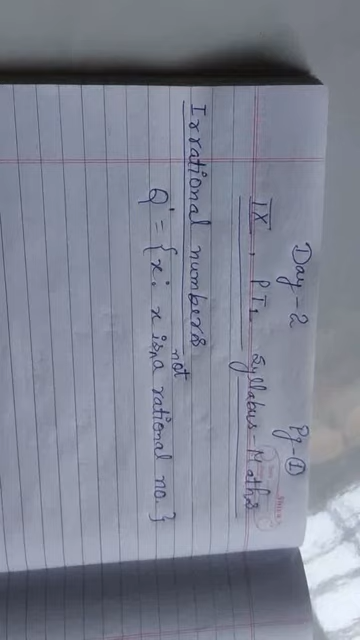 Day-2 Pg-①
IX, PT1 Syllabus-Maths
Irrational numbers
not
Q' = {x: x is a rational no.}